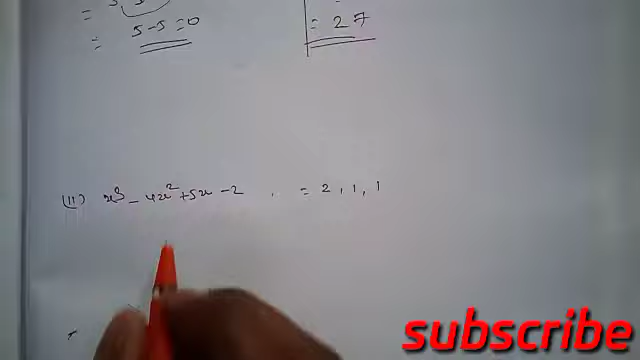 = 5-5=0
= 27
(ii) x³ - 4x² + 5x - 2 . = 2, 1, 1
subscribe